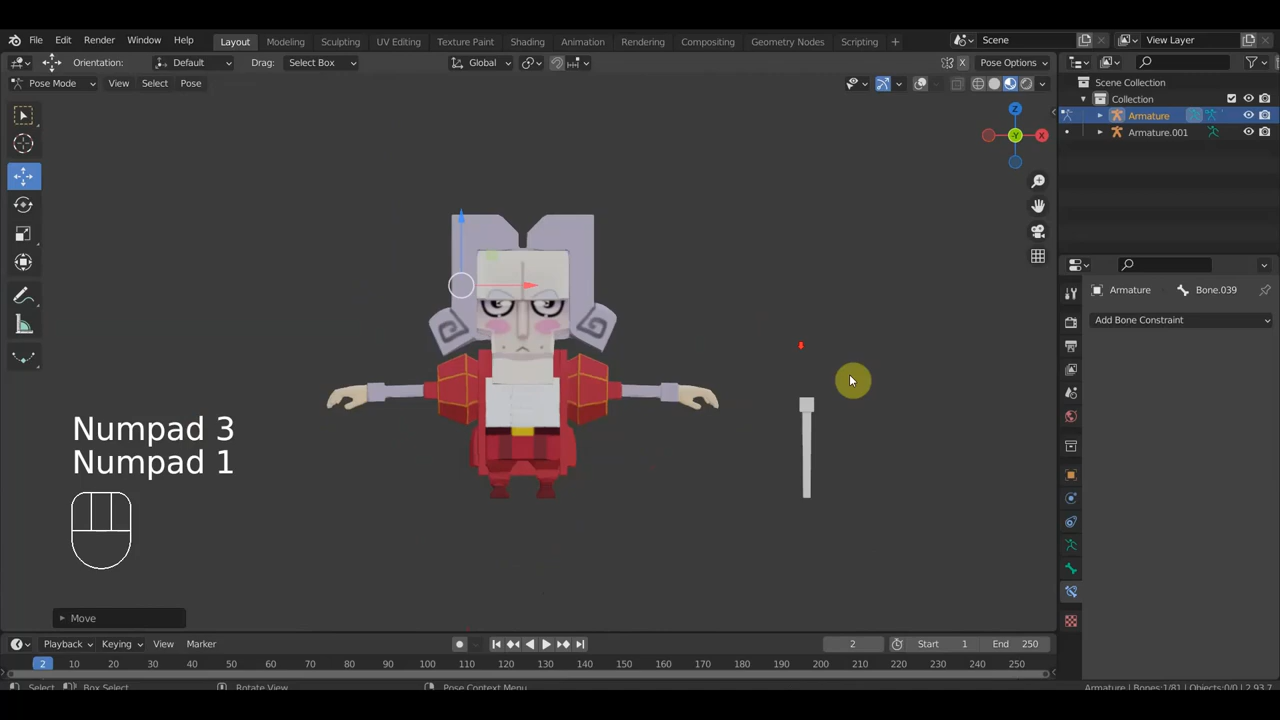 File Edit Render Window Help Layout Modeling Sculpting UV Editing Texture Paint Shading Animation Rendering Compositing Geometry Nodes Scripting + Scene View Layer
Orientation: Default Drag: Select Box Global Pose Options
Pose Mode View Select Pose
Scene Collection
Collection
Armature
Armature.001
Z
-Y
X
X
Armature Bone.039
Add Bone Constraint
Numpad 3
Numpad 1
Move
Playback Keying View Marker 2 Start 1 End 250
2 10 20 30 40 50 60 70 80 90 100 110 120 130 140 150 160 170 180 190 200 210 220 230 240 250
Select Box Select Rotate View Pose Context Menu Armature | Bones:1/81 | Objects:0/0 | 2.93.7